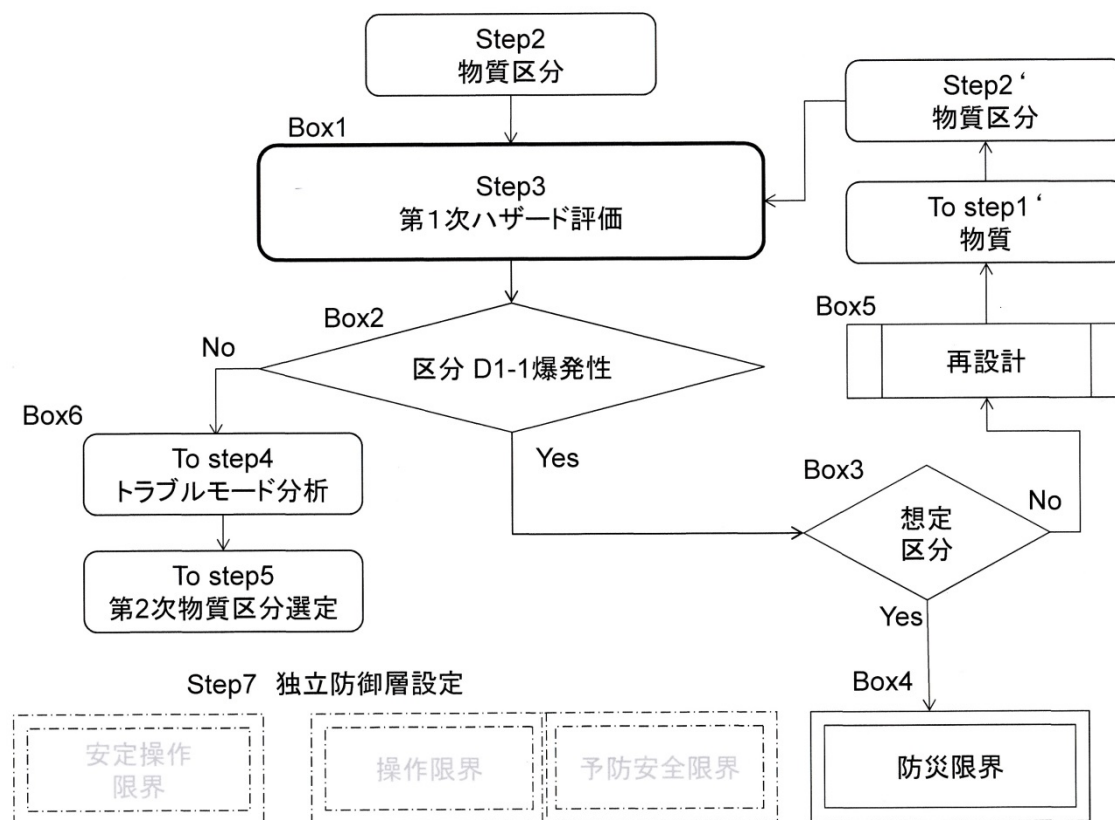 Step2
物質区分
Box1
Step3
第1次ハザード評価
Step2‘
物質区分
To step1‘
物質
Box5
再設計
Box2
No
区分 D1-1爆発性
Yes
Box6
To step4
トラブルモード分析
To step5
第2次物質区分選定
Box3
想定
区分
No
Yes
Box4
Step7 独立防御層設定
安定操作
限界
操作限界
予防安全限界
防災限界